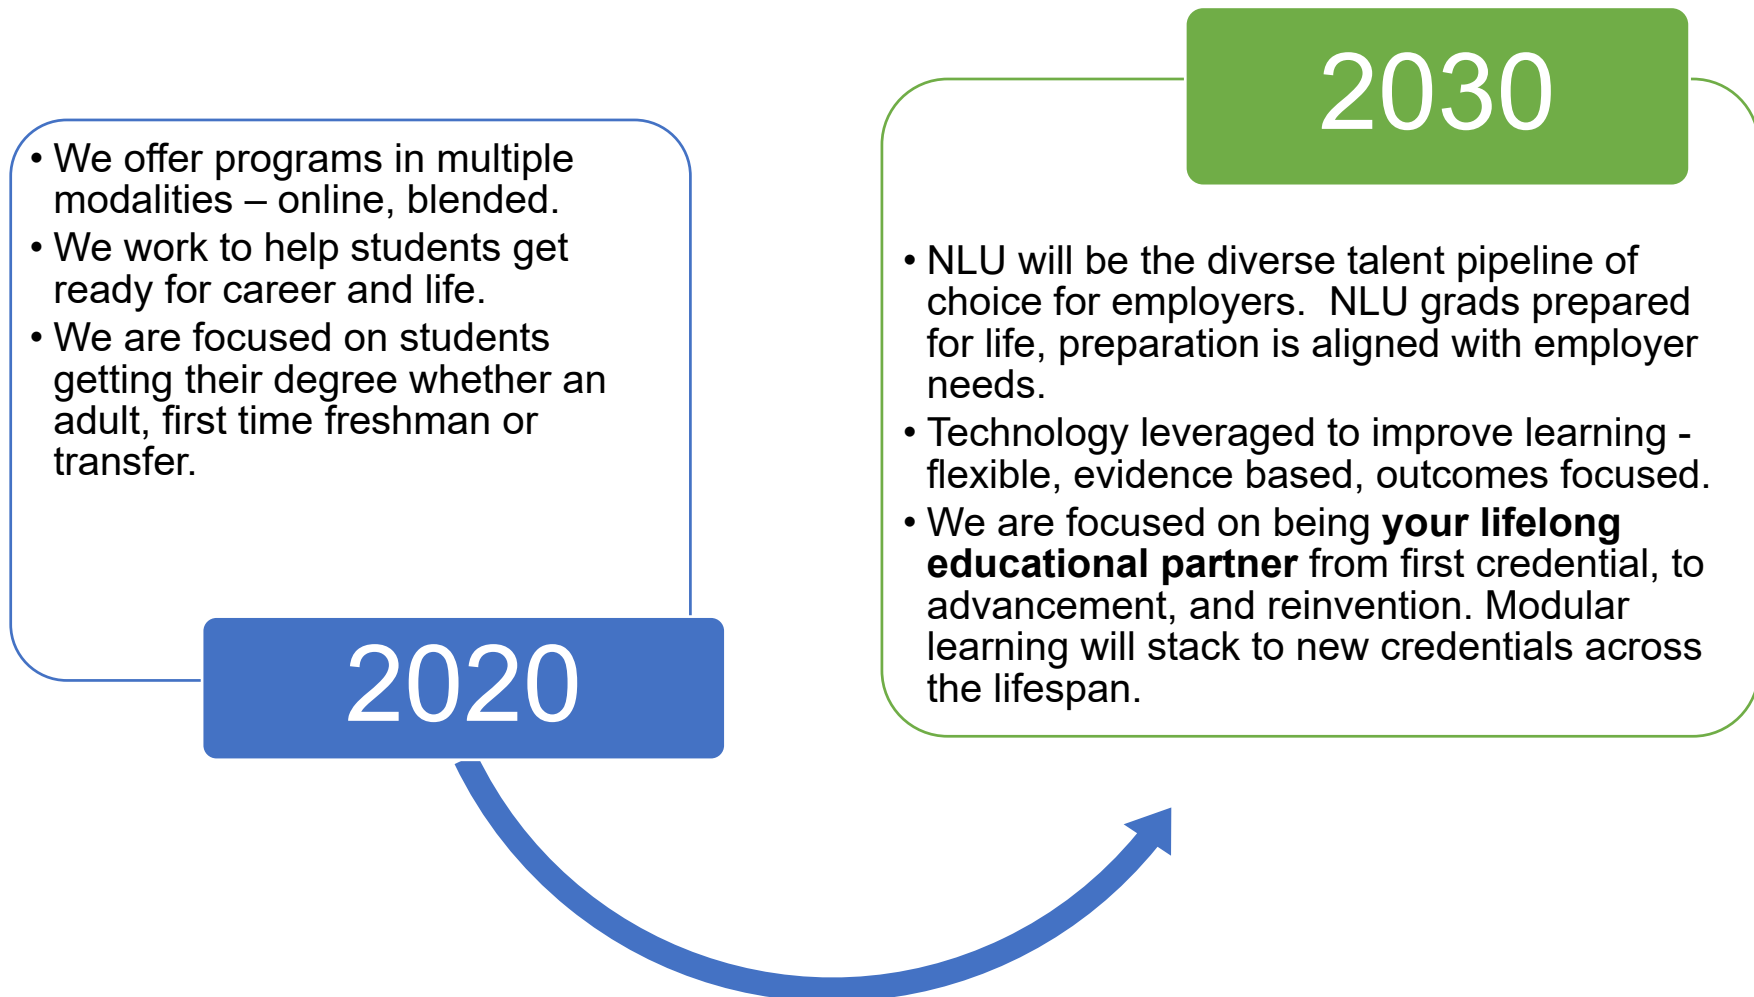 • We offer programs in multiple
modalities – online, blended.
• We work to help students get
ready for career and life.
• We are focused on students
getting their degree whether an
adult, first time freshman or
transfer.
2020
2030
• NLU will be the diverse talent pipeline of
choice for employers.  NLU grads prepared
for life, preparation is aligned with employer
needs.
• Technology leveraged to improve learning -
flexible, evidence based, outcomes focused.
• We are focused on being your lifelong
educational partner from first credential, to
advancement, and reinvention. Modular
learning will stack to new credentials across
the lifespan.